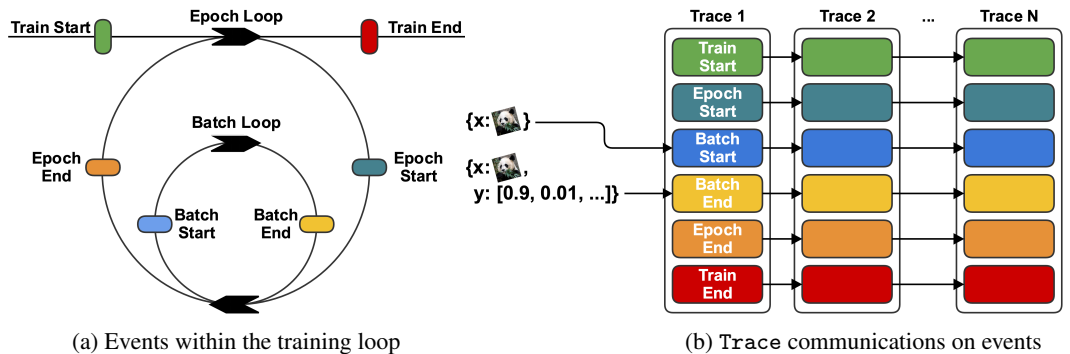 Epoch Loop
Train Start
Train End
Batch Loop
Epoch
End
Epoch
Start
Batch
Start
Batch
End
(a) Events within the training loop
Trace 1
Trace 2
...
Trace N
Train
Start
Epoch
Start
{x: }
Batch
Start
{x: ,
y: [0.9, 0.01, ...]}
Batch
End
Epoch
End
Train
End
(b) Trace communications on events